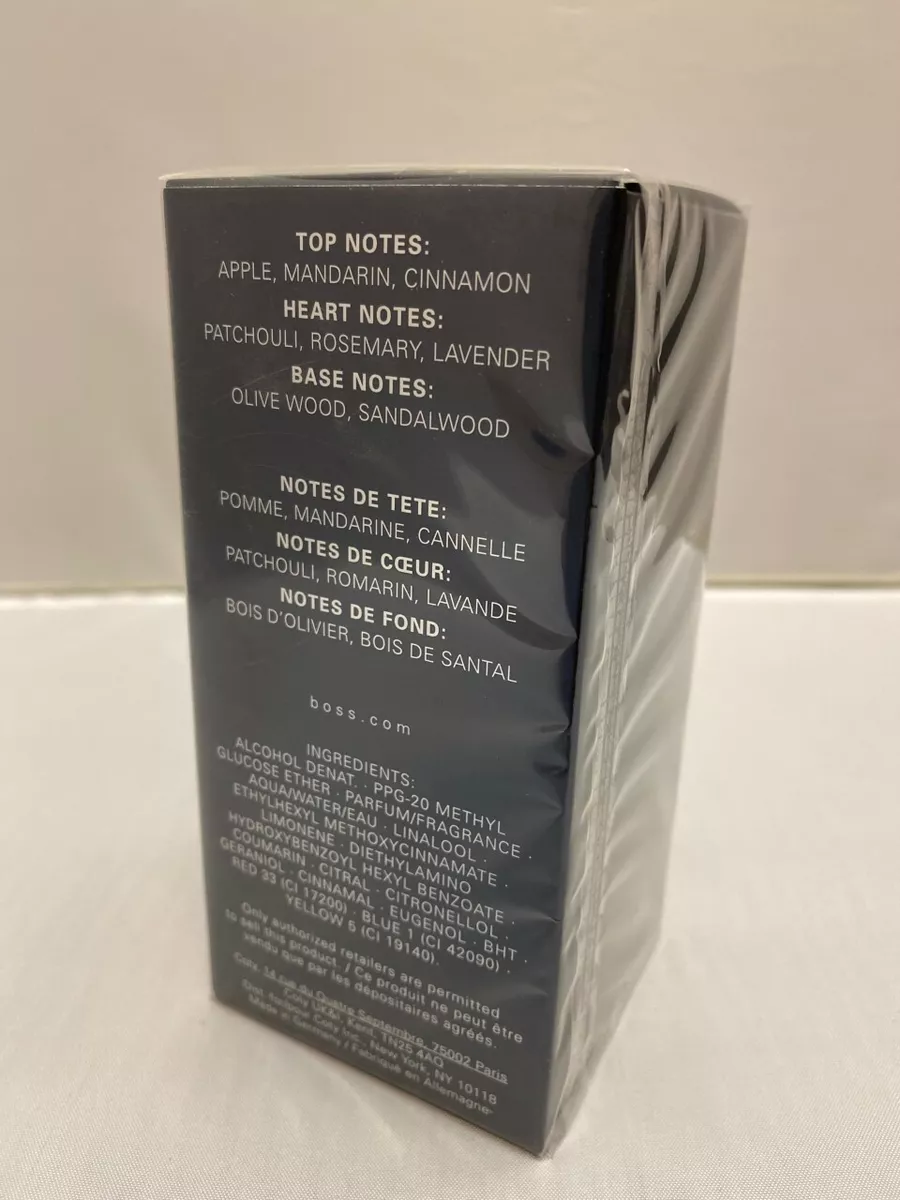 TOP NOTES:
APPLE, MANDARIN, CINNAMON
HEART NOTES:
PATCHOULI, ROSEMARY, LAVENDER
BASE NOTES:
OLIVE WOOD, SANDALWOOD
NOTES DE TETE:
POMME, MANDARINE, CANNELLE
NOTES DE CŒUR:
PATCHOULI, ROMARIN, LAVANDE
NOTES DE FOND:
BOIS D'OLIVIER, BOIS DE SANTAL
boss.com
INGREDIENTS:
ALCOHOL DENAT. · PPG-20 METHYL
GLUCOSE ETHER · PARFUM/FRAGRANCE ·
AQUA/WATER/EAU · LINALOOL ·
ETHYLHEXYL METHOXYCINNAMATE ·
LIMONENE · DIETHYLAMINO
HYDROXYBENZOYL HEXYL BENZOATE ·
COUMARIN · CITRAL · CITRONELLOL ·
GERANIOL · CINNAMAL · EUGENOL · BHT ·
RED 33 (CI 17200) · BLUE 1 (CI 42090) ·
YELLOW 5 (CI 19140).
Only authorized retailers are permitted
to sell this product. / Ce produit ne peut être
vendu que par les dépositaires agréés.
Coty, 14 rue du Quatre Septembre, 75002 Paris
Coty UK&I, Kent, TN25 4AQ
Dist. for/pour Coty Inc., New York, NY 10118
Made in Germany / Fabriqué en Allemagne